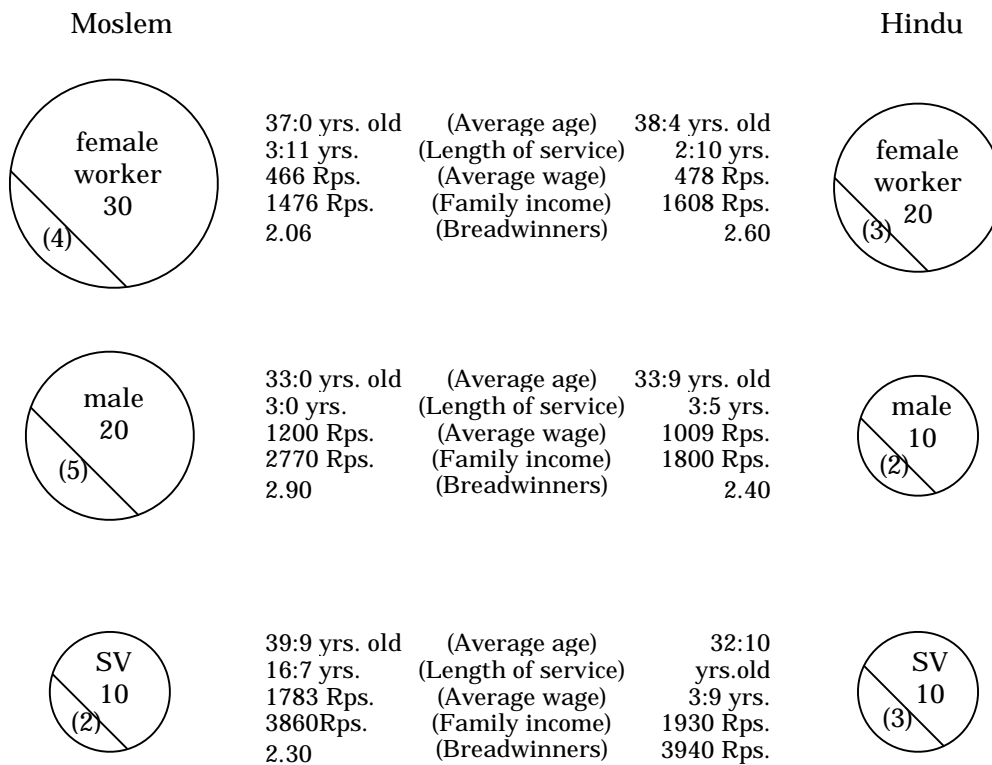 Moslem Hindu
female
worker
30
(4)
37:0 yrs. old (Average age) 38:4 yrs. old
3:11 yrs. (Length of service) 2:10 yrs.
466 Rps. (Average wage) 478 Rps.
1476 Rps. (Family income) 1608 Rps.
2.06 (Breadwinners) 2.60
female
worker
20
(3)
male
20
(5)
33:0 yrs. old (Average age) 33:9 yrs. old
3:0 yrs. (Length of service) 3:5 yrs.
1200 Rps. (Average wage) 1009 Rps.
2770 Rps. (Family income) 1800 Rps.
2.90 (Breadwinners) 2.40
male
10
(2)
SV
10
(2)
39:9 yrs. old (Average age) 32:10
16:7 yrs. (Length of service) yrs.old
1783 Rps. (Average wage) 3:9 yrs.
3860Rps. (Family income) 1930 Rps.
2.30 (Breadwinners) 3940 Rps.
SV
10
(3)